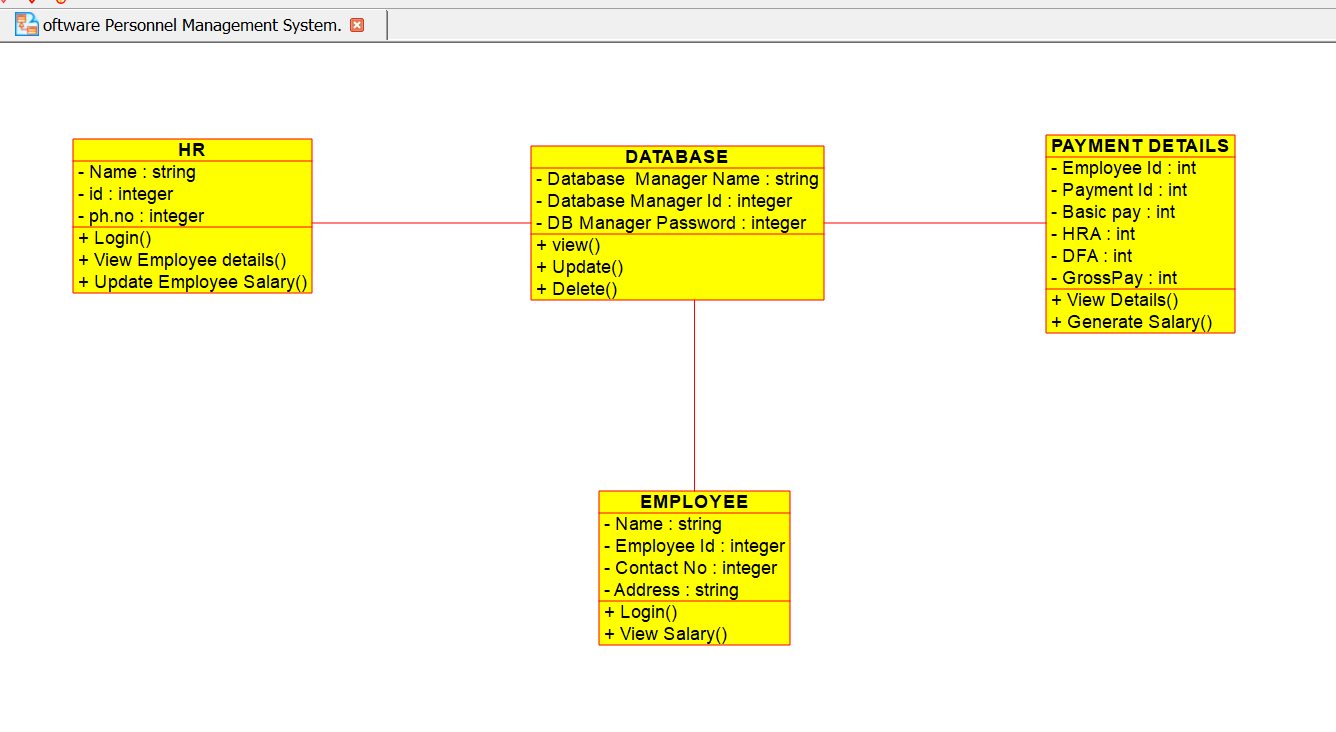 oftware Personnel Management System.
HR
- Name : string
- id : integer
- ph.no : integer
+ Login()
+ View Employee details()
+ Update Employee Salary()
DATABASE
- Database  Manager Name : string
- Database Manager Id : integer
- DB Manager Password : integer
+ view()
+ Update()
+ Delete()
PAYMENT DETAILS
- Employee Id : int
- Payment Id : int
- Basic pay : int
- HRA : int
- DFA : int
- GrossPay : int
+ View Details()
+ Generate Salary()
EMPLOYEE
- Name : string
- Employee Id : integer
- Contact No : integer
- Address : string
+ Login()
+ View Salary()